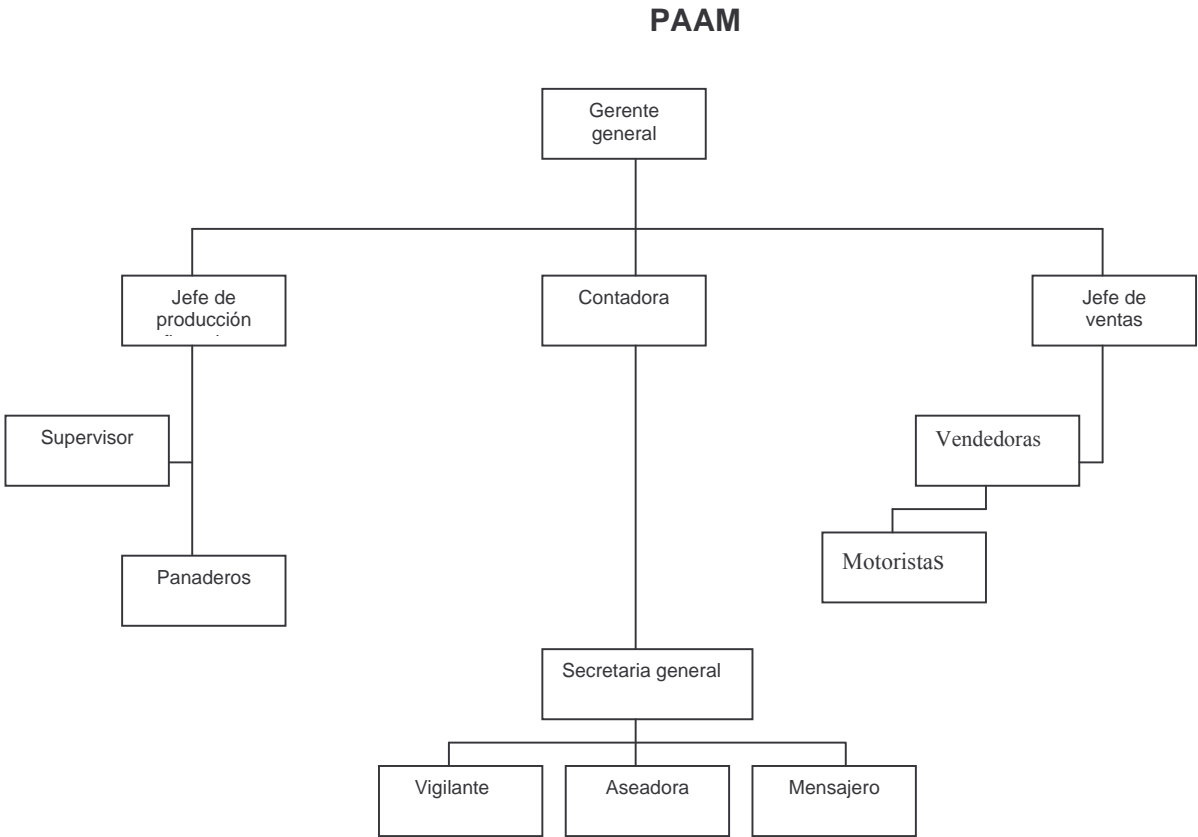 PAAM
Gerente
general
Jefe de
producción
Contadora
Jefe de
ventas
Supervisor
Vendedoras
Motoristas
Panaderos
Secretaria general
Vigilante
Aseadora
Mensajero